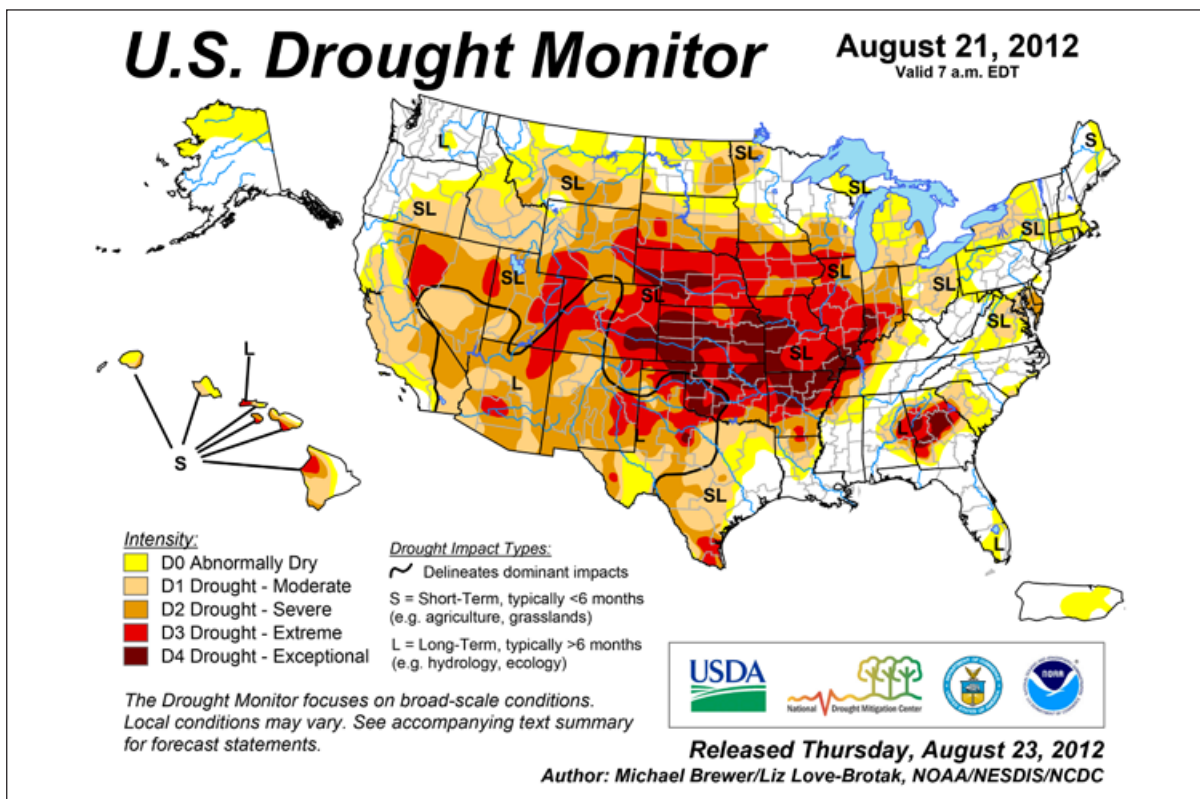 U.S. Drought Monitor
August 21, 2012
Valid 7 a.m. EDT
L
SL
S
SL
SL
SL
SL
SL
SL
SL
SL
SL
SL
L
L
L
SL
L
L
S
Intensity:
D0 Abnormally Dry
D1 Drought - Moderate
D2 Drought - Severe
D3 Drought - Extreme
D4 Drought - Exceptional
Drought Impact Types:
Delineates dominant impacts
S = Short-Term, typically <6 months
(e.g. agriculture, grasslands)
L = Long-Term, typically >6 months
(e.g. hydrology, ecology)
The Drought Monitor focuses on broad-scale conditions.
Local conditions may vary. See accompanying text summary
for forecast statements.
USDA
National Drought Mitigation Center
NOAA
Released Thursday, August 23, 2012
Author: Michael Brewer/Liz Love-Brotak, NOAA/NESDIS/NCDC